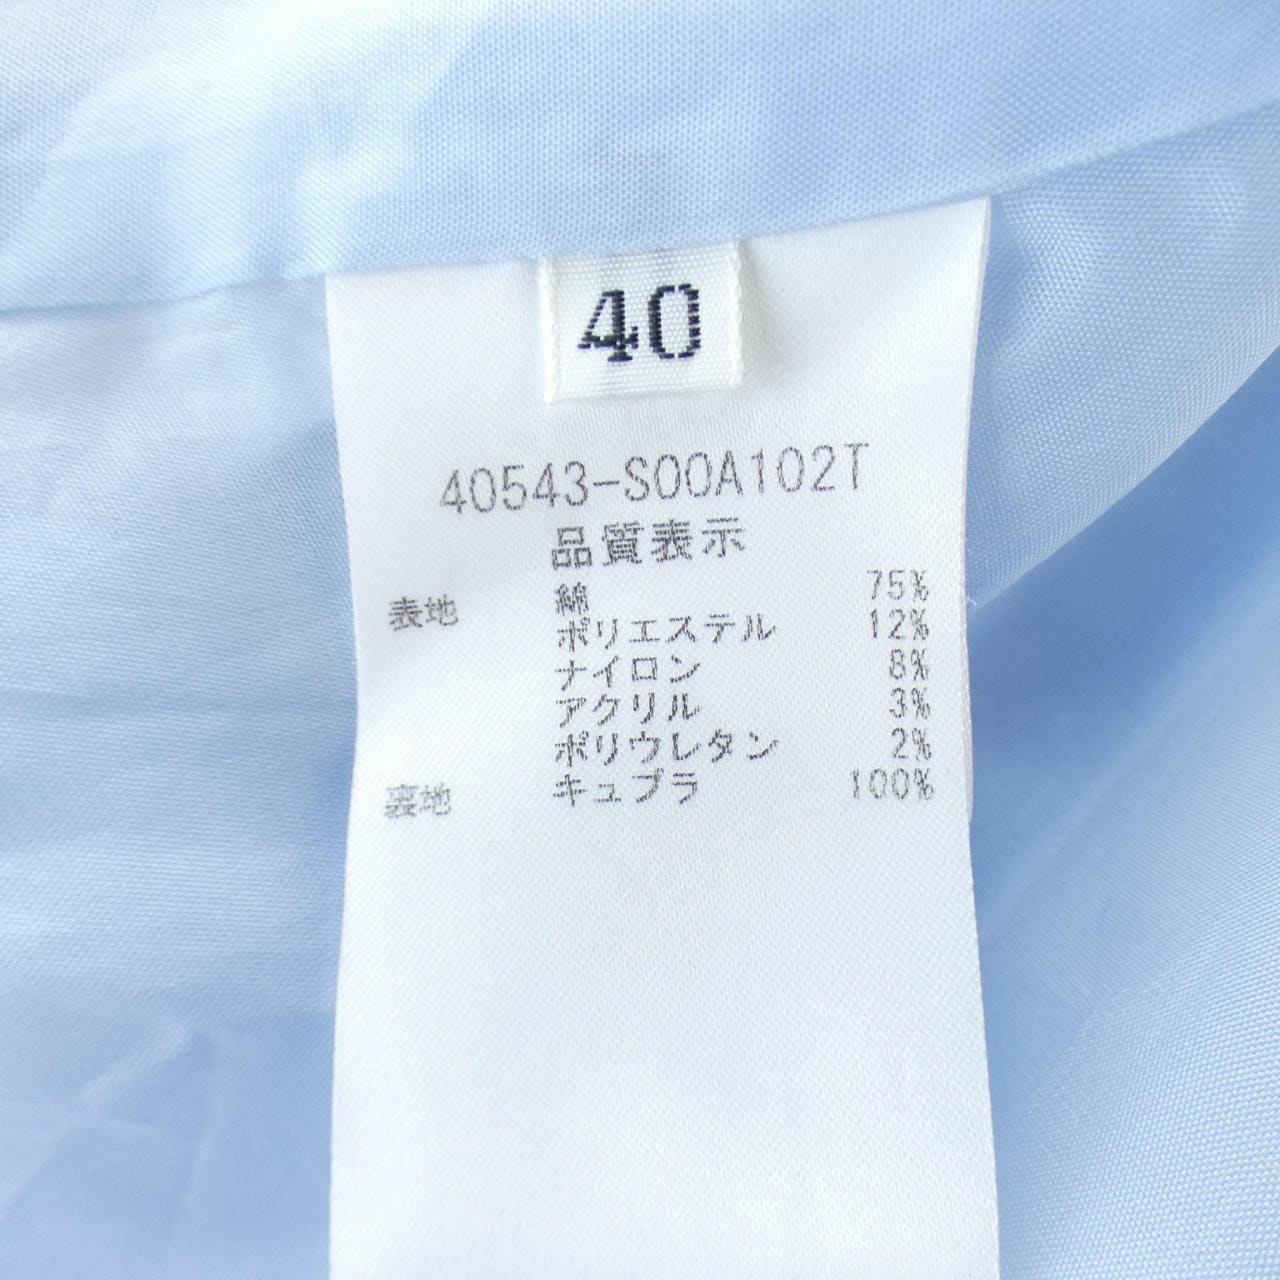 40
40543-S00A102T
品質表示
表地 綿 75%
ポリエステル 12%
ナイロン 8%
アクリル 3%
ポリウレタン 2%
裏地 キュプラ 100%